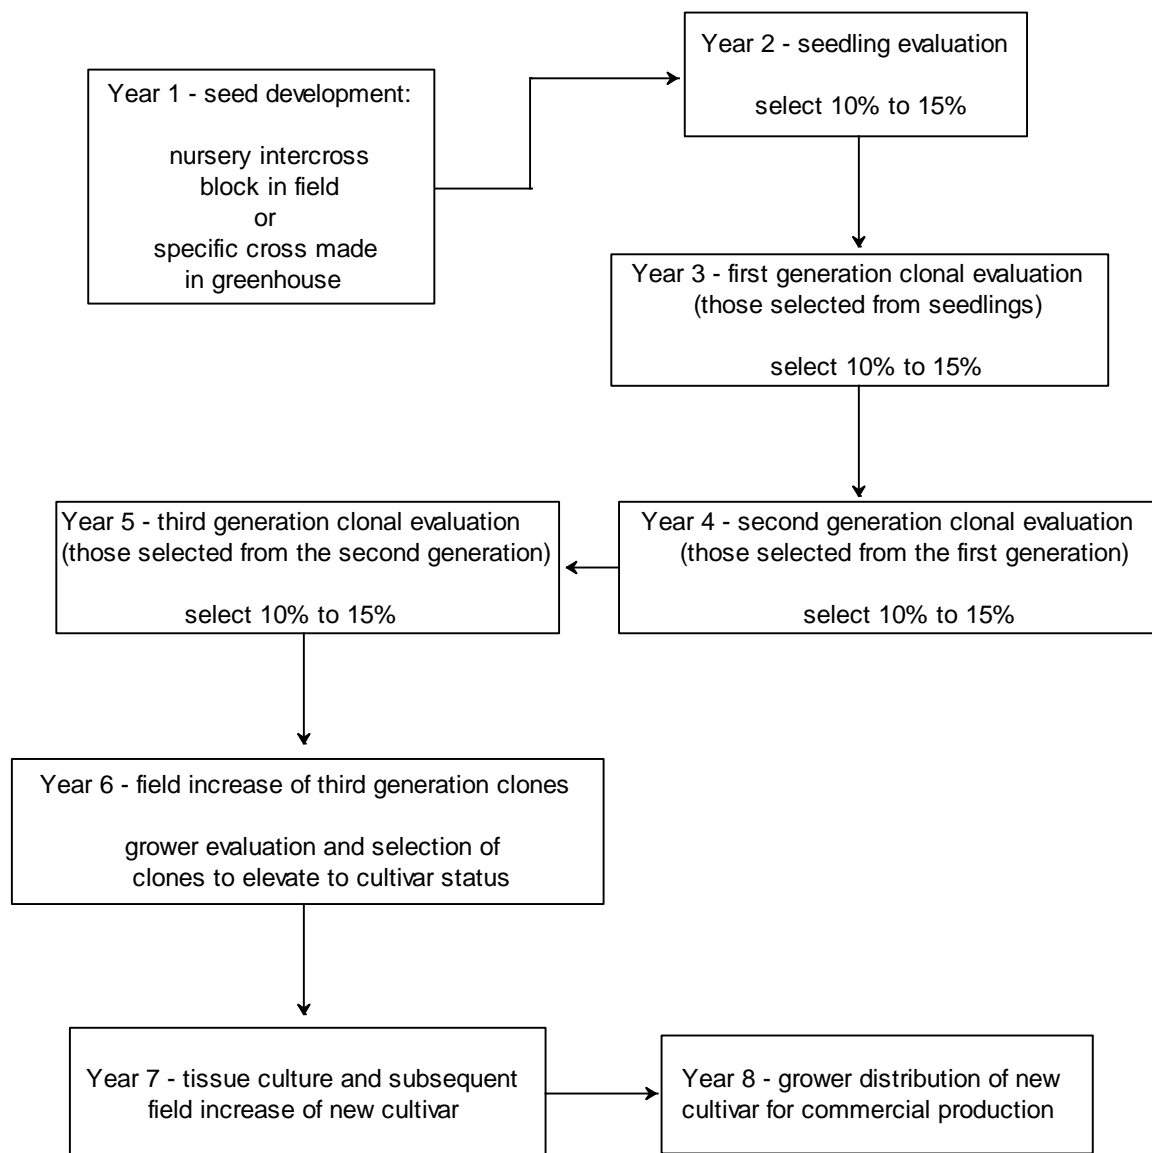 Year 1 - seed development:
nursery intercross
block in field
or
specific cross made
in greenhouse
Year 2 - seedling evaluation
select 10% to 15%
Year 3 - first generation clonal evaluation
(those selected from seedlings)
select 10% to 15%
Year 4 - second generation clonal evaluation
(those selected from the first generation)
select 10% to 15%
Year 5 - third generation clonal evaluation
(those selected from the second generation)
select 10% to 15%
Year 6 - field increase of third generation clones
grower evaluation and selection of
clones to elevate to cultivar status
Year 7 - tissue culture and subsequent
field increase of new cultivar
Year 8 - grower distribution of new
cultivar for commercial production